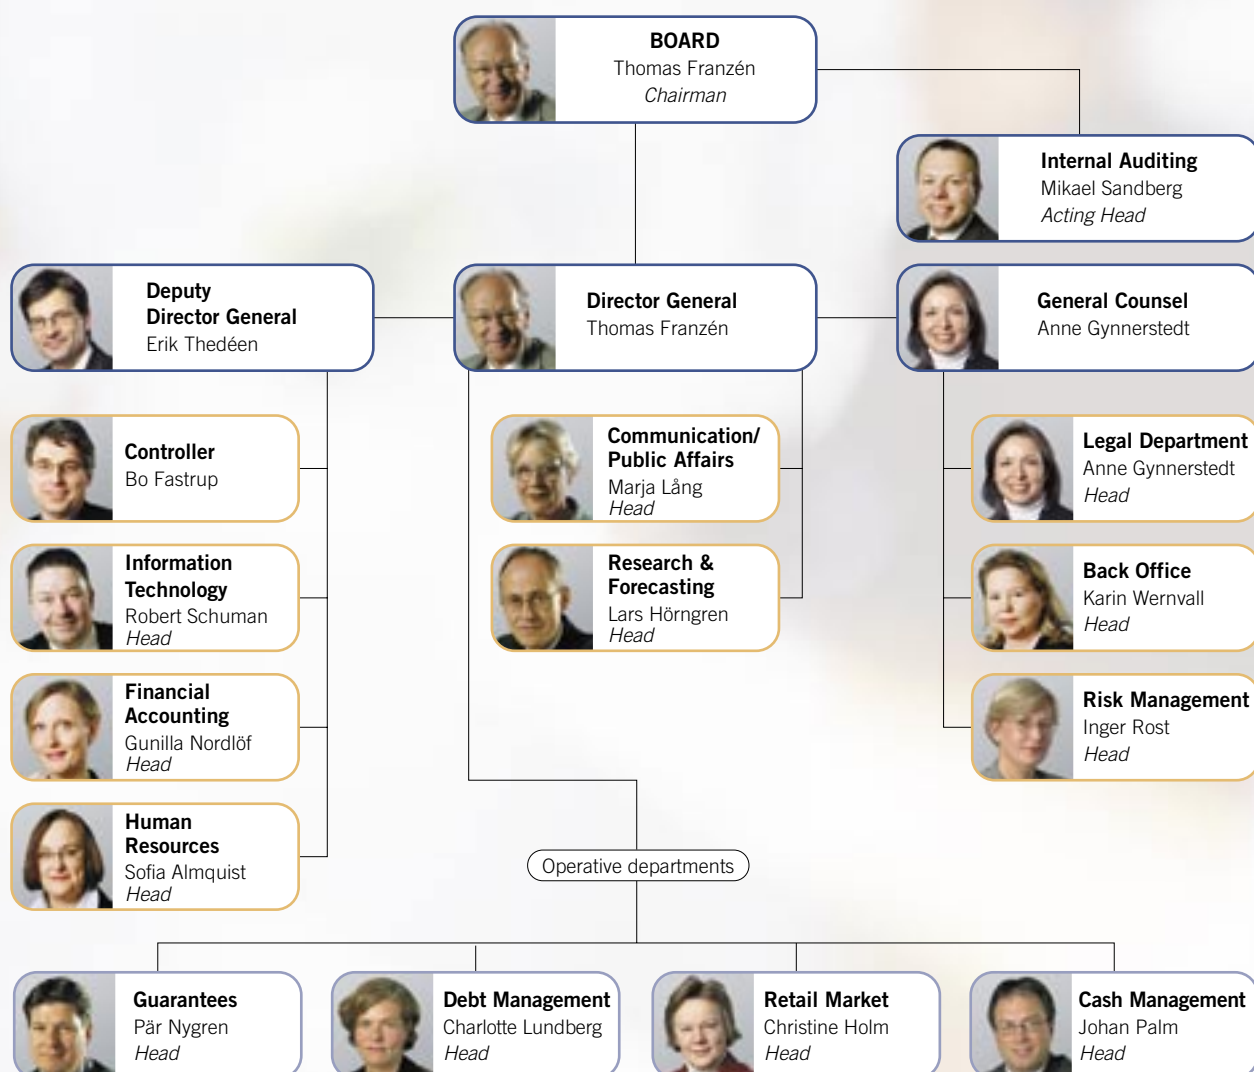 BOARD
Thomas Franzén
Chairman
Internal Auditing
Mikael Sandberg
Acting Head
Deputy
Director General
Erik Thedéen
Director General
Thomas Franzén
General Counsel
Anne Gynnerstedt
Controller
Bo Fastrup
Communication/
Public Affairs
Marja Lång
Head
Legal Department
Anne Gynnerstedt
Head
Information
Technology
Robert Schuman
Head
Research &
Forecasting
Lars Hörngren
Head
Back Office
Karin Wernvall
Head
Financial
Accounting
Gunilla Nordlöf
Head
Risk Management
Inger Rost
Head
Human
Resources
Sofia Almquist
Head
Operative departments
Guarantees
Pär Nygren
Head
Debt Management
Charlotte Lundberg
Head
Retail Market
Christine Holm
Head
Cash Management
Johan Palm
Head